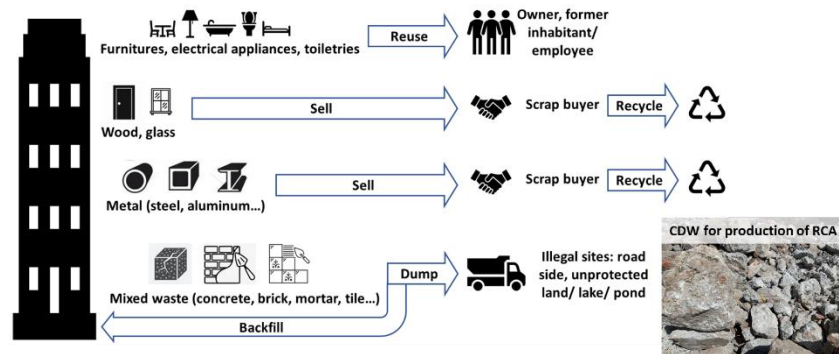 Furnitures, electrical appliances, toiletries
Reuse
Owner, former
inhabitant/
employee
Wood, glass
Sell
Scrap buyer
Recycle
Metal (steel, aluminum...)
Sell
Scrap buyer
Recycle
CDW for production of RCA
Mixed waste (concrete, brick, mortar, tile...)
Dump
Illegal sites: road
side, unprotected
land/ lake/ pond
Backfill